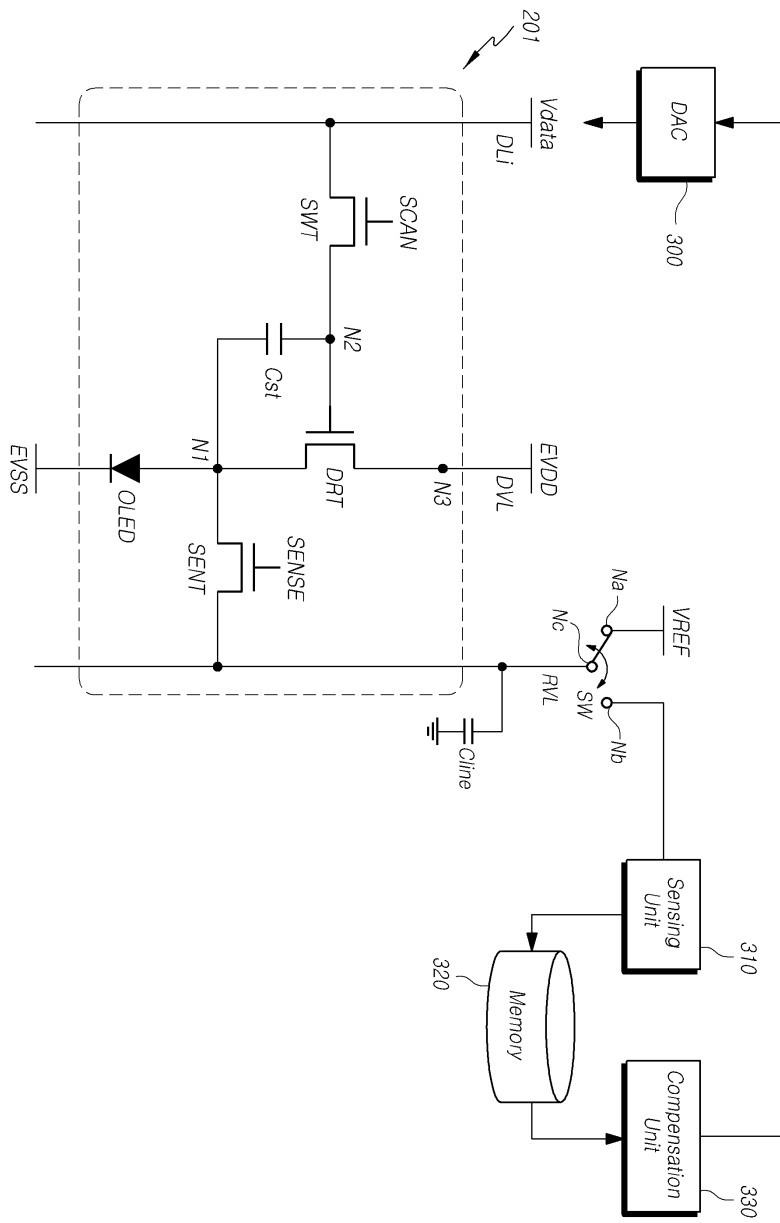 DAC
300
Vdata
DLi
201
SCAN
SWT
N2
Cst
EVDD
DVL
N3
DRT
N1
OLED
EVSS
SENSE
SENT
VREF
Na
Nc
SW
Nb
RVL
Cline
Sensing
Unit
310
Memory
320
Compensation
Unit
330